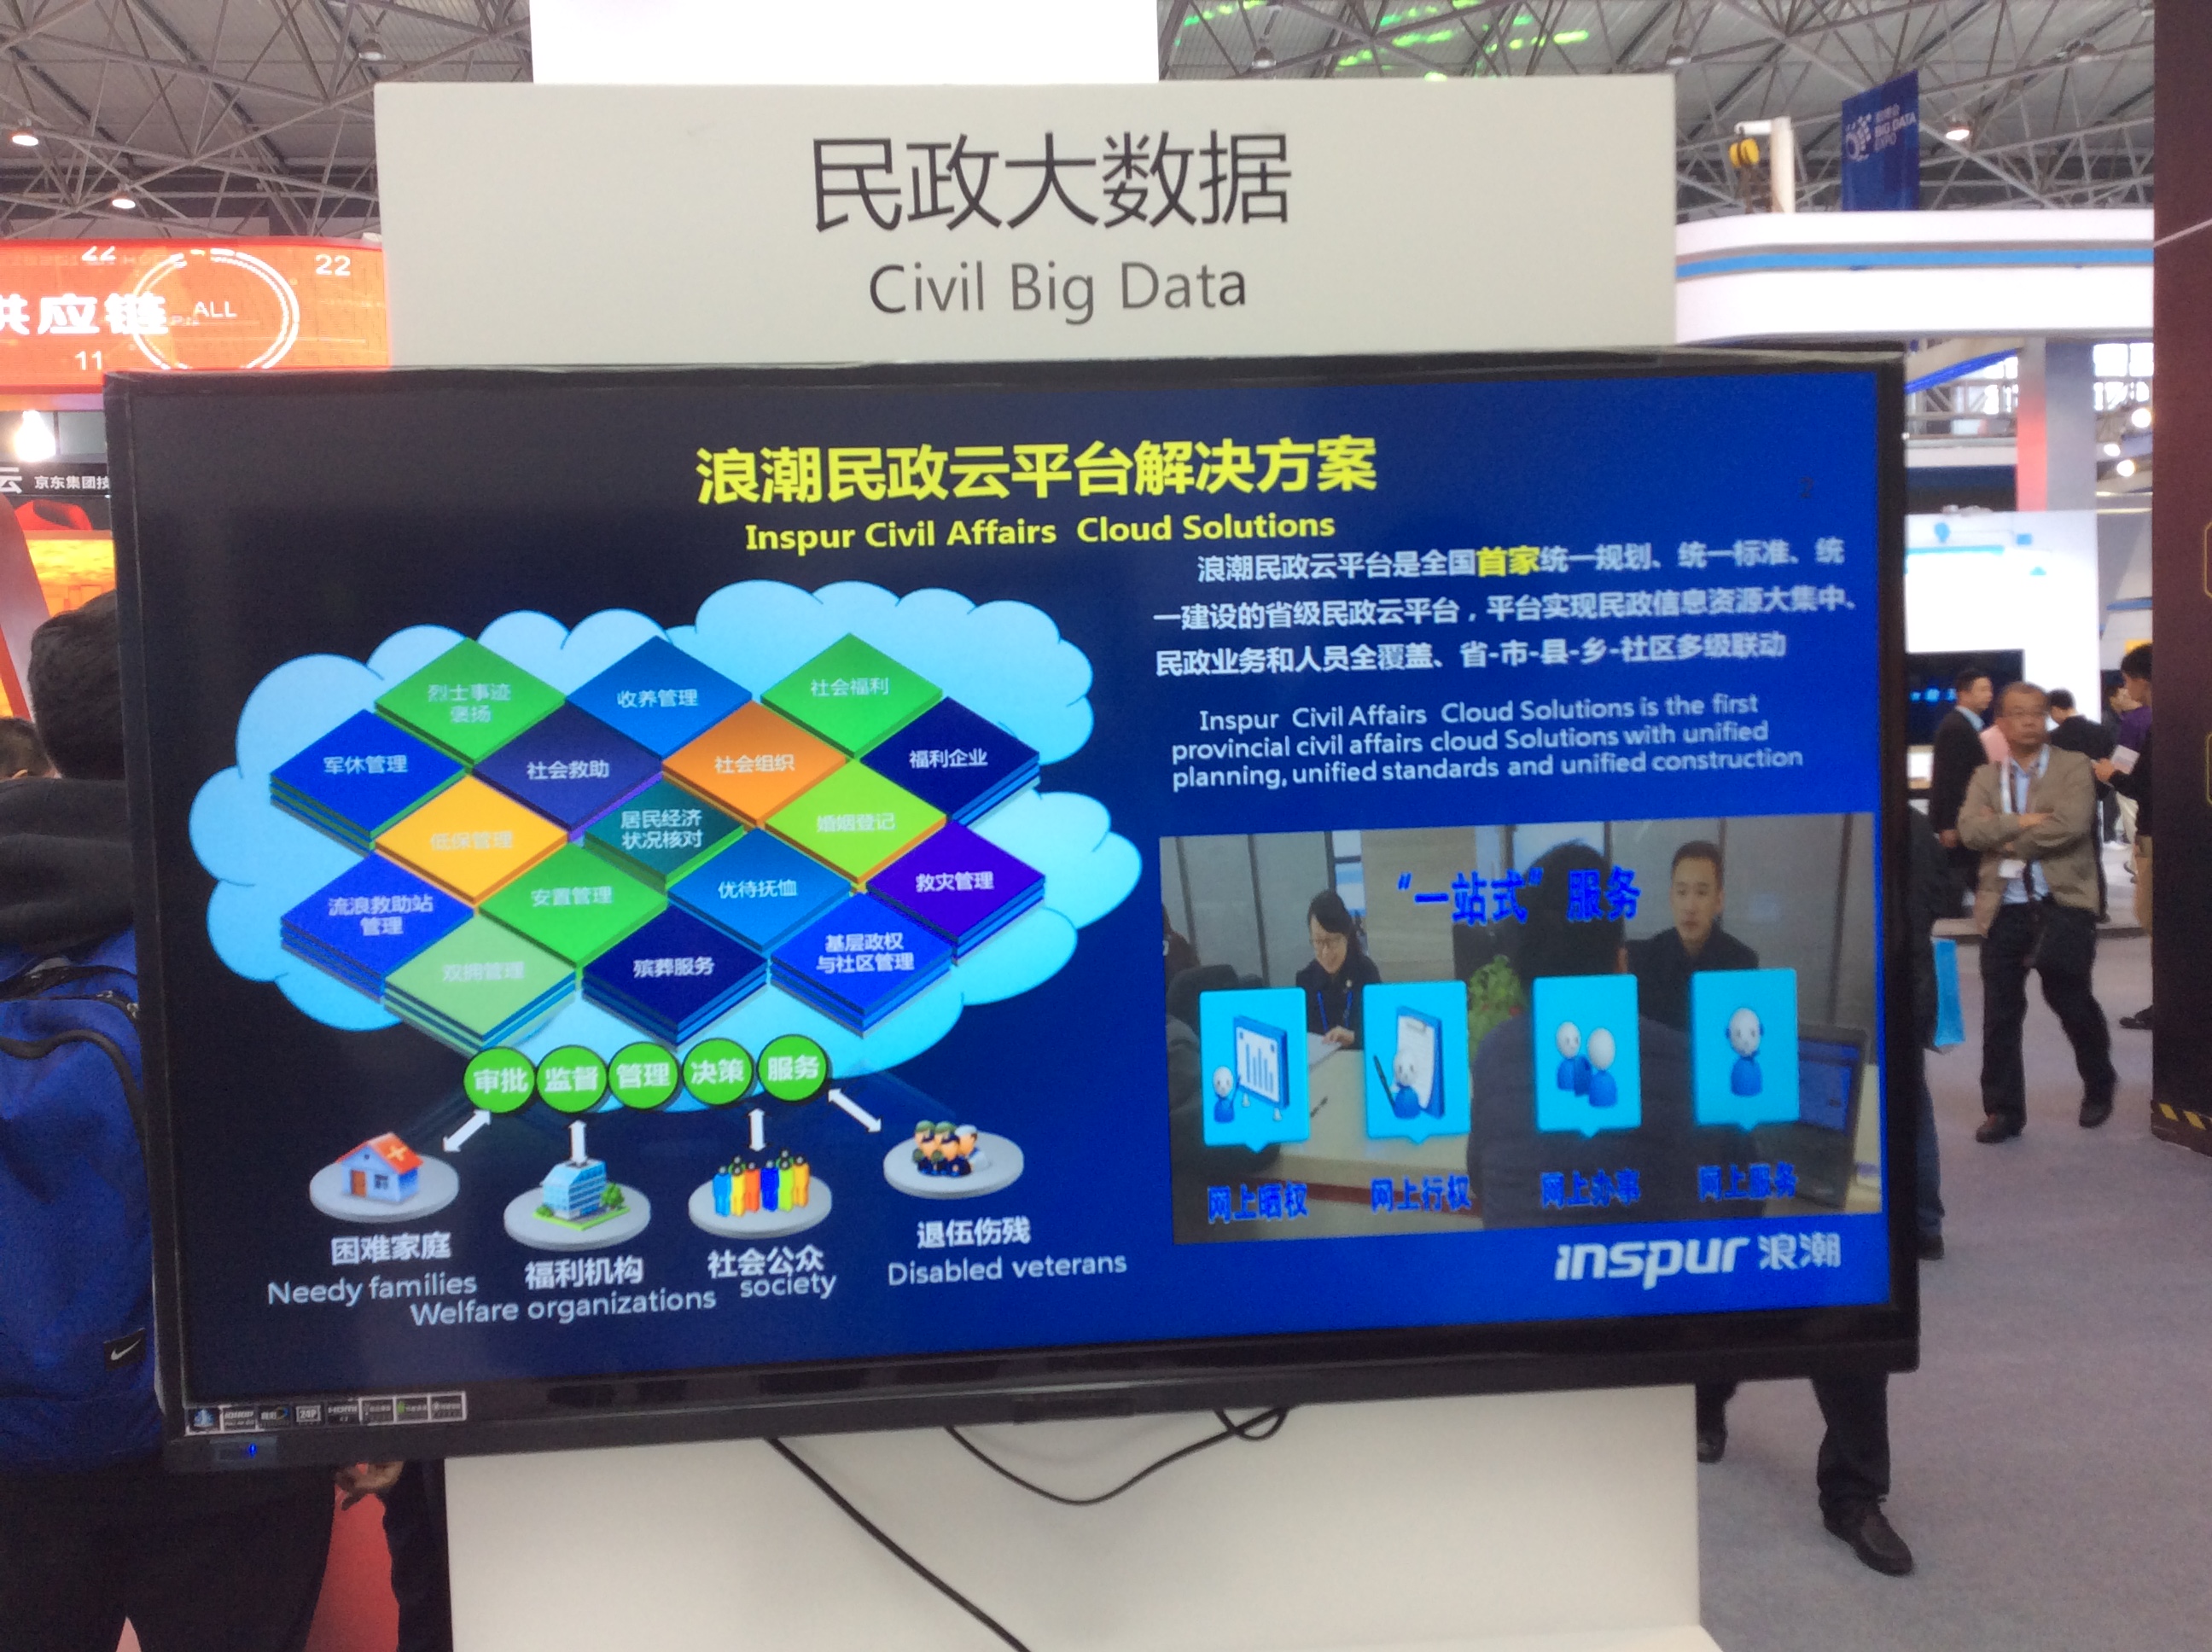 民政大数据
Civil Big Data
BIG DATA
EXPO
22
22
供应链
ALL
11
云 京东集团技
浪潮民政云平台解决方案
Inspur Civil Affairs Cloud Solutions
浪潮民政云平台是全国首家统一规划、统一标准、统
一建设的省级民政云平台，平台实现民政信息资源大集中、
民政业务和人员全覆盖、省-市-县-乡-社区多级联动
Inspur Civil Affairs Cloud Solutions is the first
provincial civil affairs cloud Solutions with unified
planning, unified standards and unified construction
烈士事迹
褒扬
收养管理
社会福利
军休管理
社会救助
社会组织
福利企业
低保管理
居民经济
状况核对
婚姻登记
流浪救助站
管理
安置管理
优待抚恤
救灾管理
双拥管理
殡葬服务
基层政权
与社区管理
审批 监督 管理 决策 服务
困难家庭
Needy families
福利机构
Welfare organizations
社会公众
society
退伍伤残
Disabled veterans
“一站式”服务
网上晒权 网上行权 网上办事 网上服务
inspur 浪潮
24P
HDMI